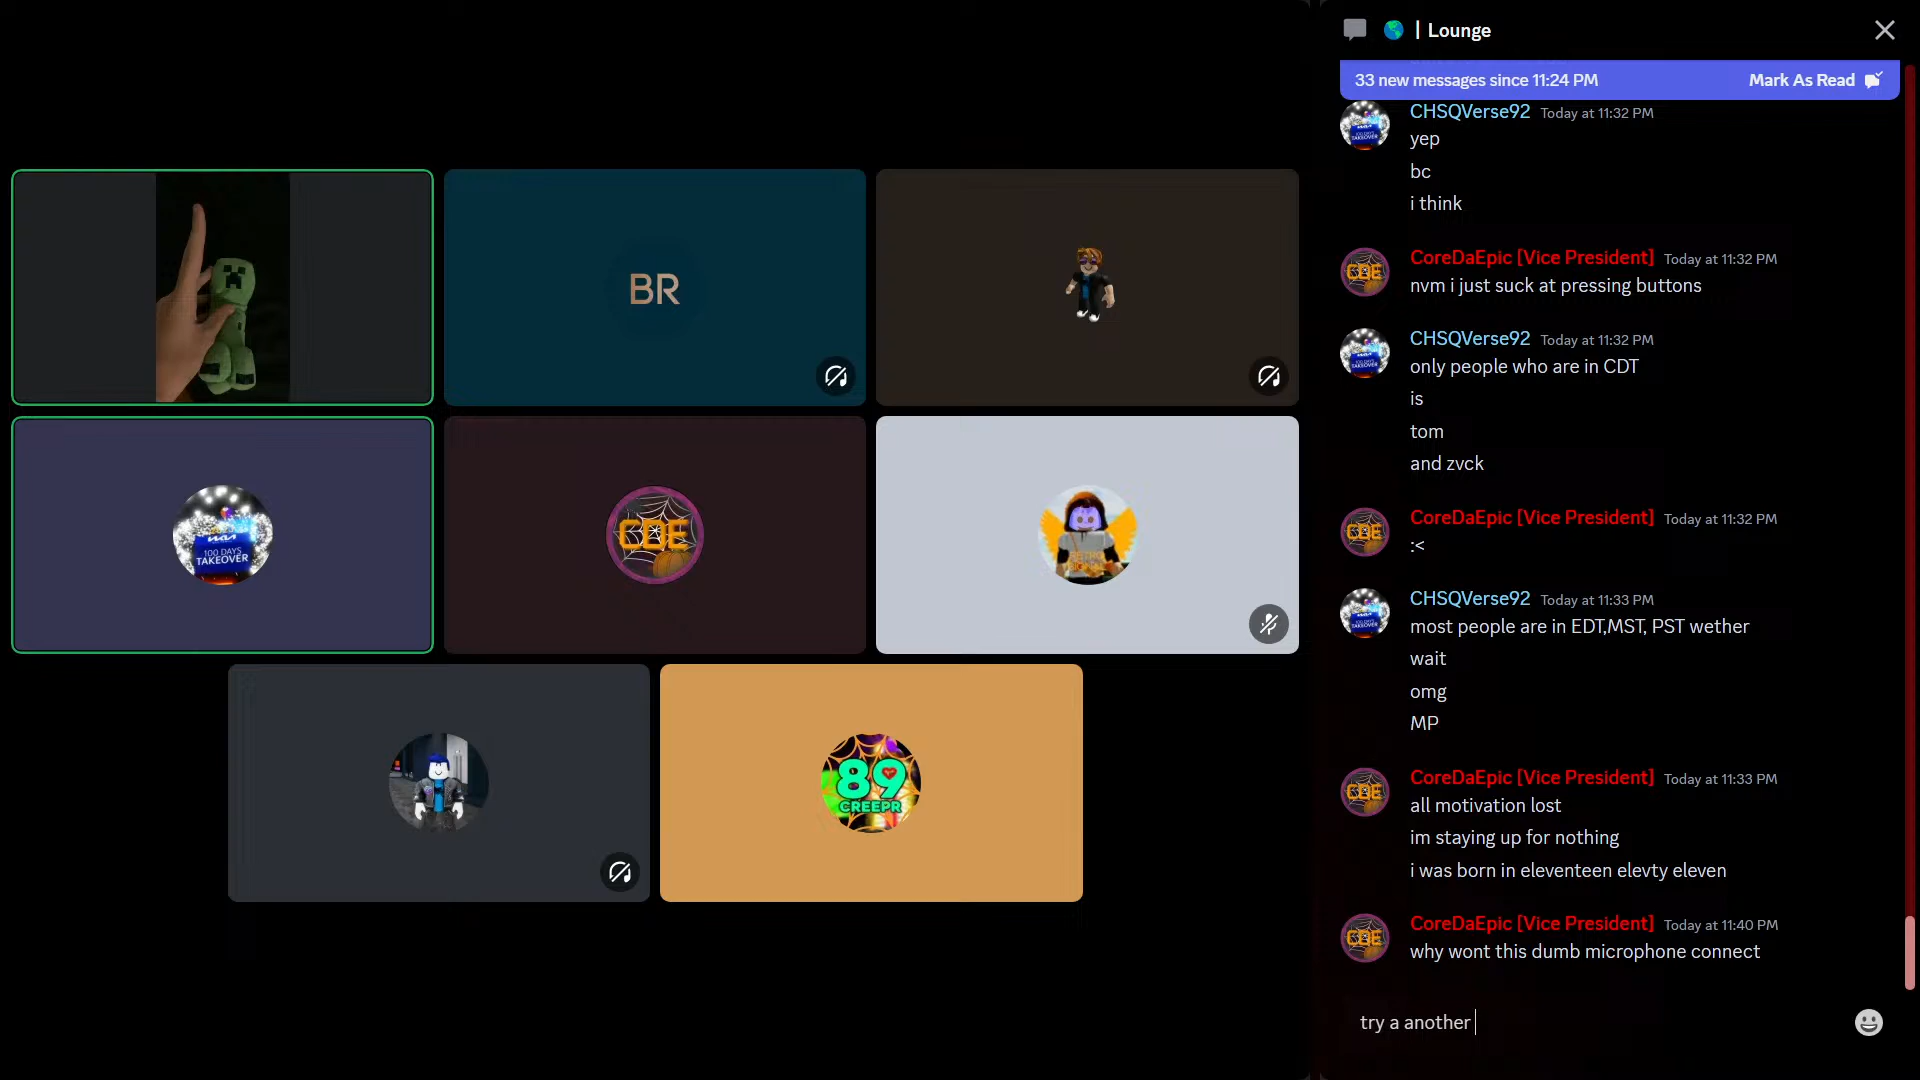 | Lounge
33 new messages since 11:24 PM Mark As Read
CHSQVerse92 Today at 11:32 PM
yep
bc
i think
CoreDaEpic [Vice President] Today at 11:32 PM
nvm i just suck at pressing buttons
CHSQVerse92 Today at 11:32 PM
only people who are in CDT
is
tom
and zvck
CoreDaEpic [Vice President] Today at 11:32 PM
:<
CHSQVerse92 Today at 11:33 PM
most people are in EDT,MST, PST wether
wait
omg
MP
CoreDaEpic [Vice President] Today at 11:33 PM
all motivation lost
im staying up for nothing
i was born in eleventeen elevty eleven
CoreDaEpic [Vice President] Today at 11:40 PM
why wont this dumb microphone connect
try a another
BR
KIA
100 DAYS
TAKEOVER
CDE
RETRO
89
CREEPR